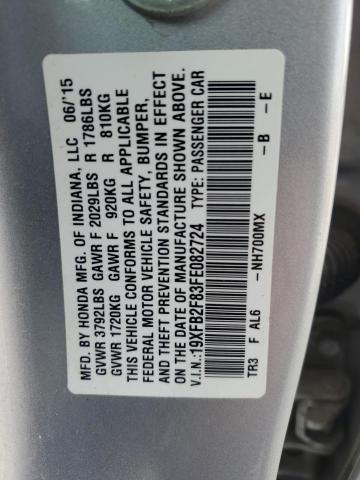 MFD. BY HONDA MFG. OF INDIANA, LLC 06/'15
GVWR 3792LBS GAWR F 2029LBS R 1786LBS
GVWR 1720KG GAWR F 920KG R 810KG
THIS VEHICLE CONFORMS TO ALL APPLICABLE
FEDERAL MOTOR VEHICLE SAFETY, BUMPER,
AND THEFT PREVENTION STANDARDS IN EFFECT
ON THE DATE OF MANUFACTURE SHOWN ABOVE.
V.I.N.:19XFB2F83FE082724 TYPE: PASSENGER CAR
TR3 F AL6 -NH700MX -B -E